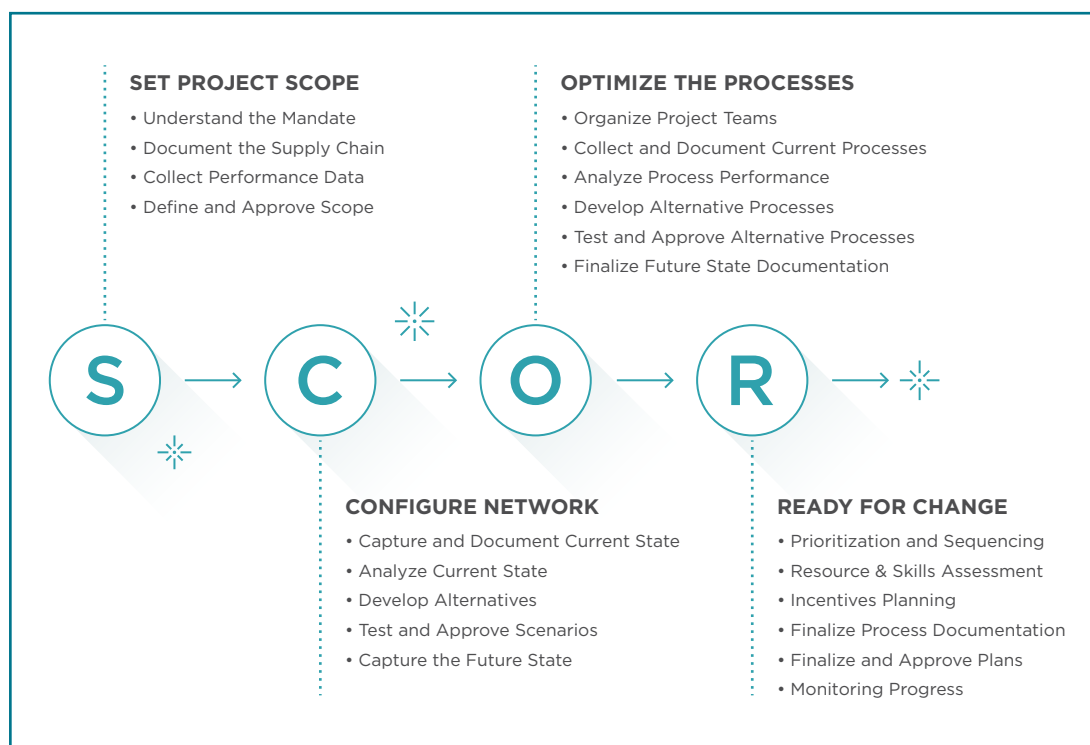 SET PROJECT SCOPE
• Understand the Mandate
• Document the Supply Chain
• Collect Performance Data
• Define and Approve Scope
OPTIMIZE THE PROCESSES
• Organize Project Teams
• Collect and Document Current Processes
• Analyze Process Performance
• Develop Alternative Processes
• Test and Approve Alternative Processes
• Finalize Future State Documentation
S
C
O
R
CONFIGURE NETWORK
• Capture and Document Current State
• Analyze Current State
• Develop Alternatives
• Test and Approve Scenarios
• Capture the Future State
READY FOR CHANGE
• Prioritization and Sequencing
• Resource & Skills Assessment
• Incentives Planning
• Finalize Process Documentation
• Finalize and Approve Plans
• Monitoring Progress